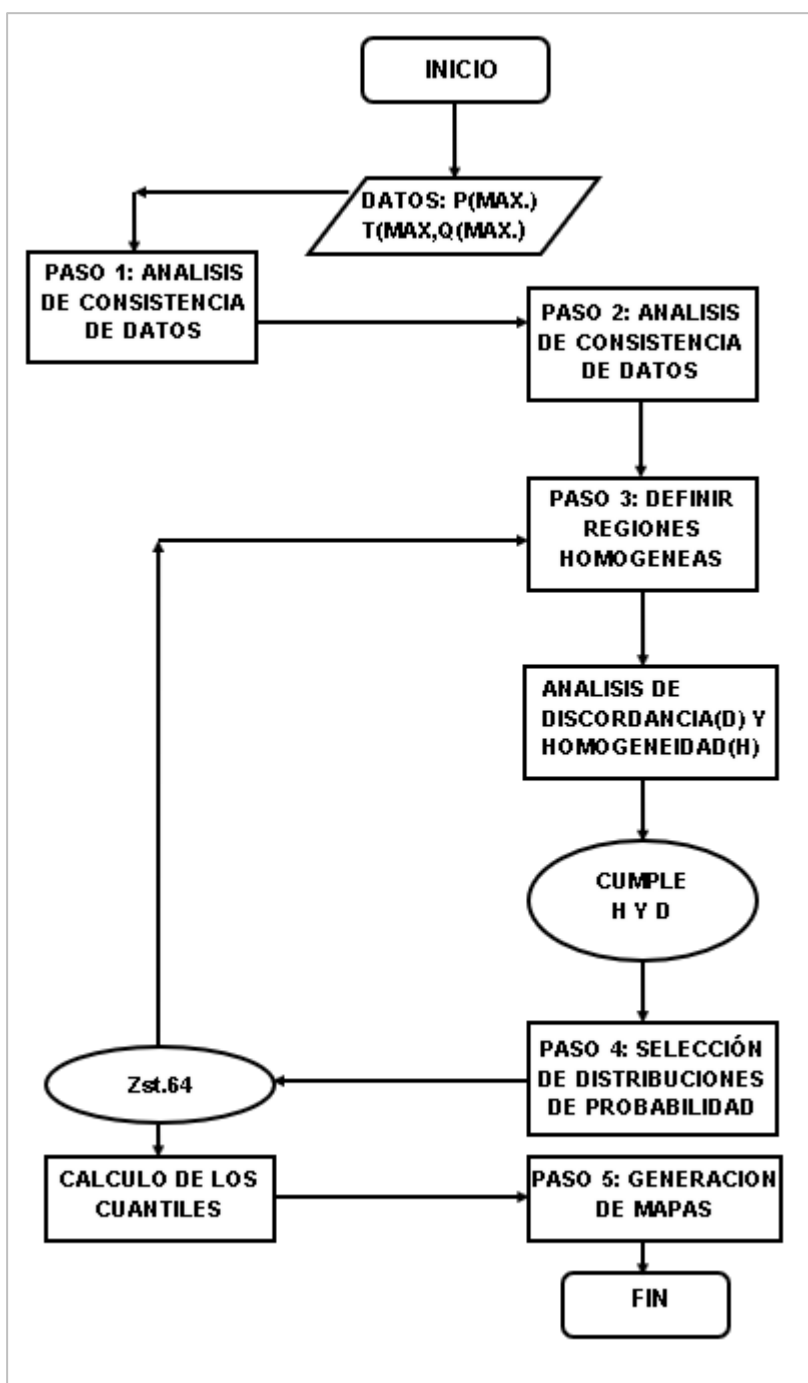 INICIO
DATOS: P(MAX.)
T(MAX,Q(MAX.)
PASO 1: ANALISIS
DE CONSISTENCIA
DE DATOS
PASO 2: ANALISIS
DE CONSISTENCIA
DE DATOS
PASO 3: DEFINIR
REGIONES
HOMOGENEAS
ANALISIS DE
DISCORDANCIA(D) Y
HOMOGENEIDAD(H)
CUMPLE
H Y D
PASO 4: SELECCIÓN
DE DISTRIBUCIONES
DE PROBABILIDAD
Zst.64
CALCULO DE LOS
CUANTILES
PASO 5: GENERACION
DE MAPAS
FIN